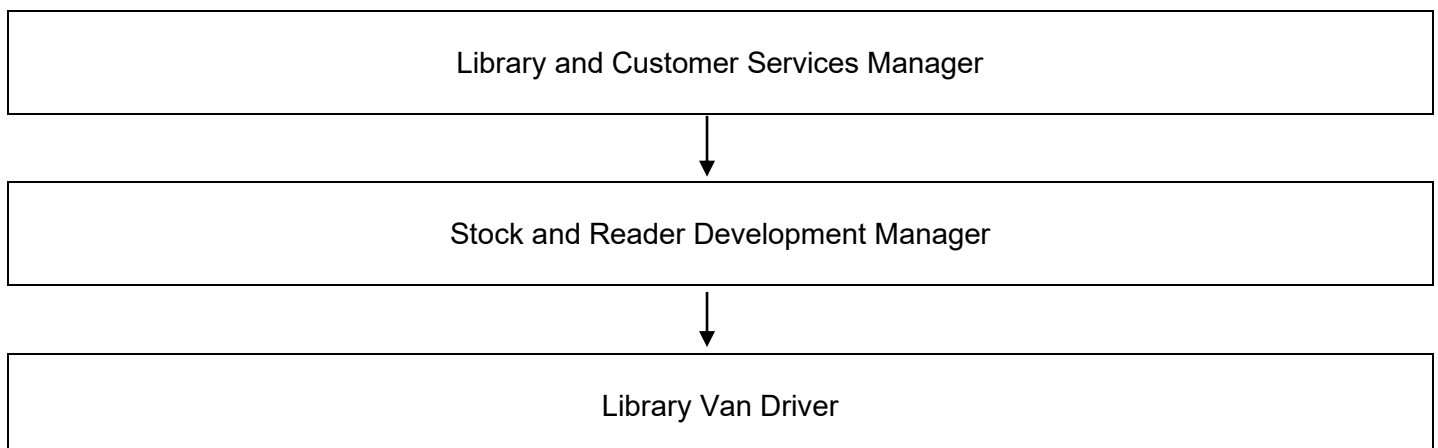 Library and Customer Services Manager
Stock and Reader Development Manager
Library Van Driver